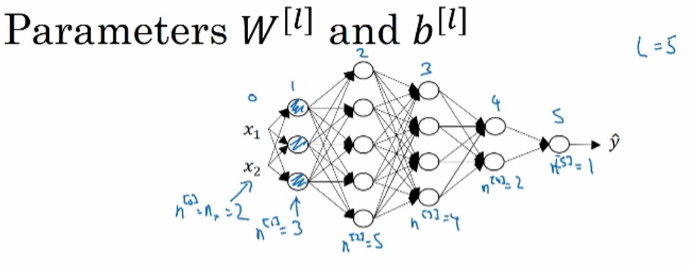 Parameters W^[l] and b^[l]
L=5
0 1 2 3 4 5
x₁
x₂
ŷ
n^[0]=nₓ=2
n^[1]=3
n^[2]=5
n^[3]=4
n^[4]=2
n^[5]=1